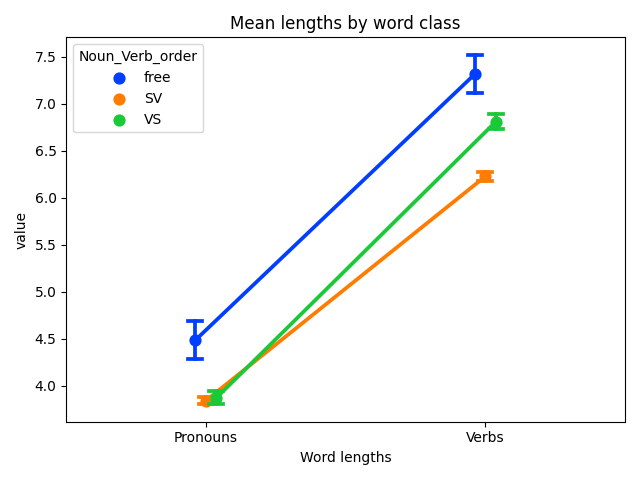 Mean lengths by word class
Noun_Verb_order
free
SV
VS
7.5
7.0
6.5
6.0
5.5
5.0
4.5
4.0
value
Pronouns
Verbs
Word lengths